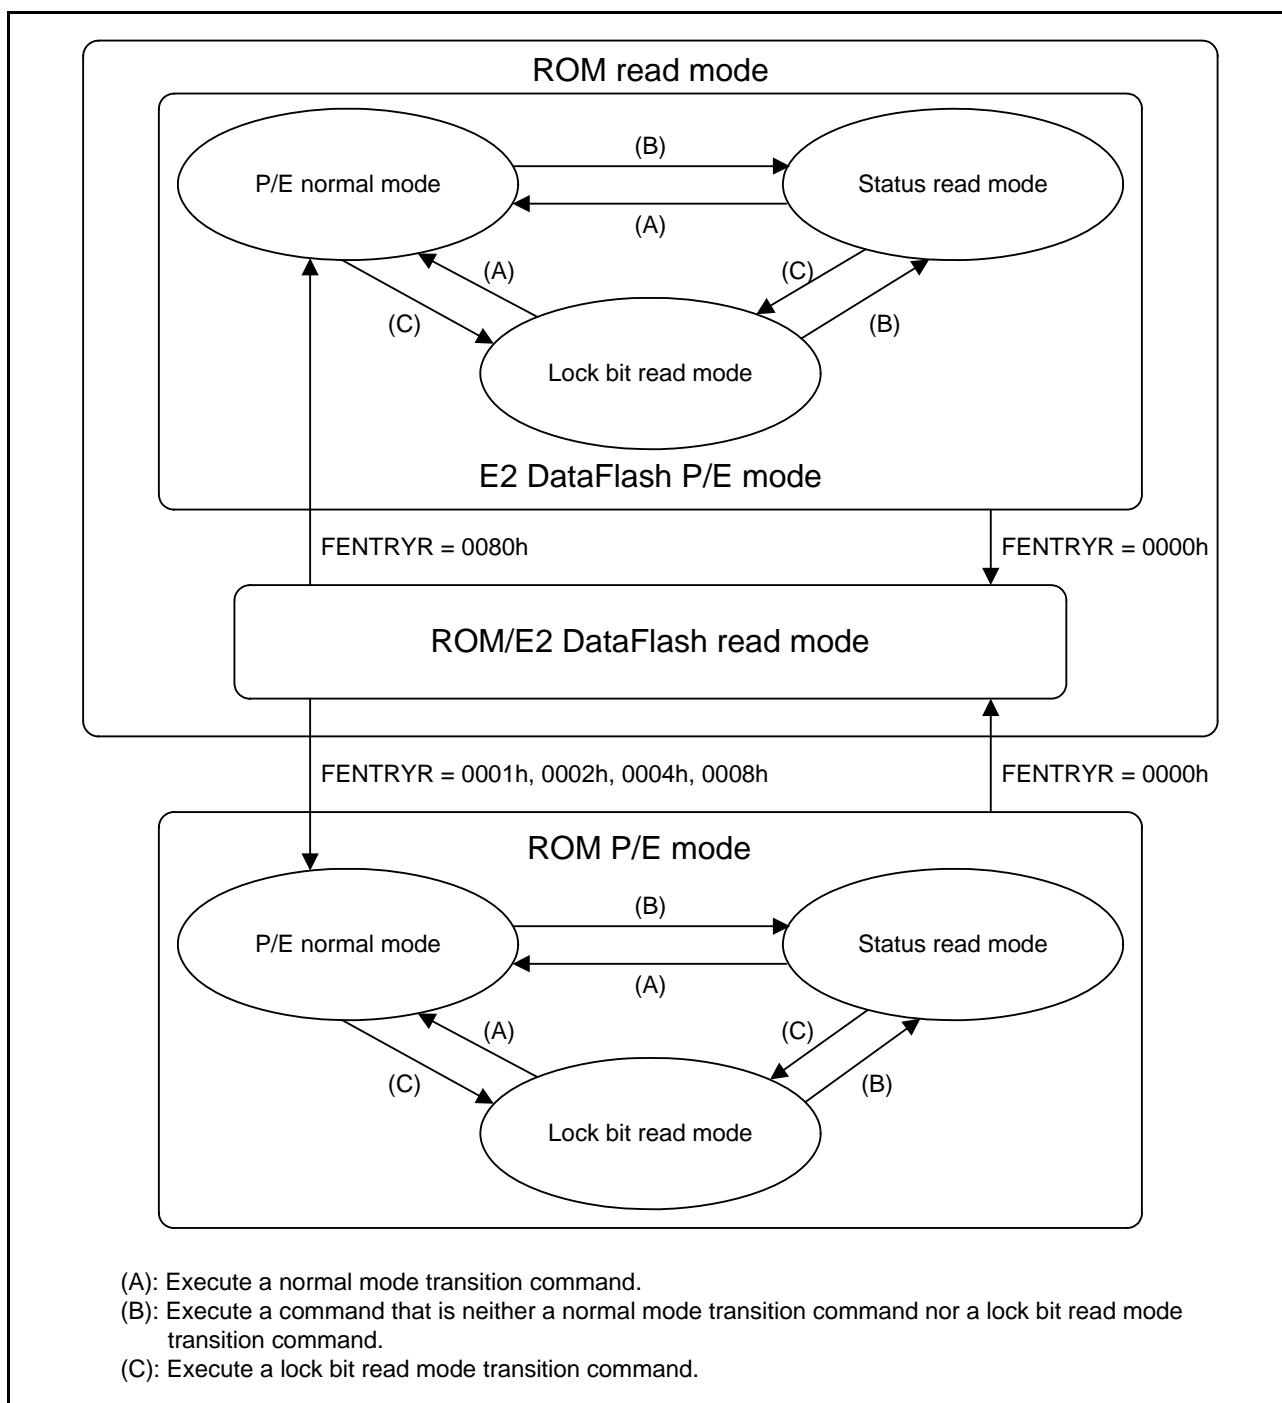 ROM read mode
(B)
P/E normal mode
Status read mode
(A)
(A)
(C)
(C)
(B)
Lock bit read mode
E2 DataFlash P/E mode
FENTRYR = 0080h
FENTRYR = 0000h
ROM/E2 DataFlash read mode
FENTRYR = 0001h, 0002h, 0004h, 0008h
FENTRYR = 0000h
ROM P/E mode
(B)
P/E normal mode
Status read mode
(A)
(A)
(C)
(C)
(B)
Lock bit read mode
(A): Execute a normal mode transition command.
(B): Execute a command that is neither a normal mode transition command nor a lock bit read mode
transition command.
(C): Execute a lock bit read mode transition command.